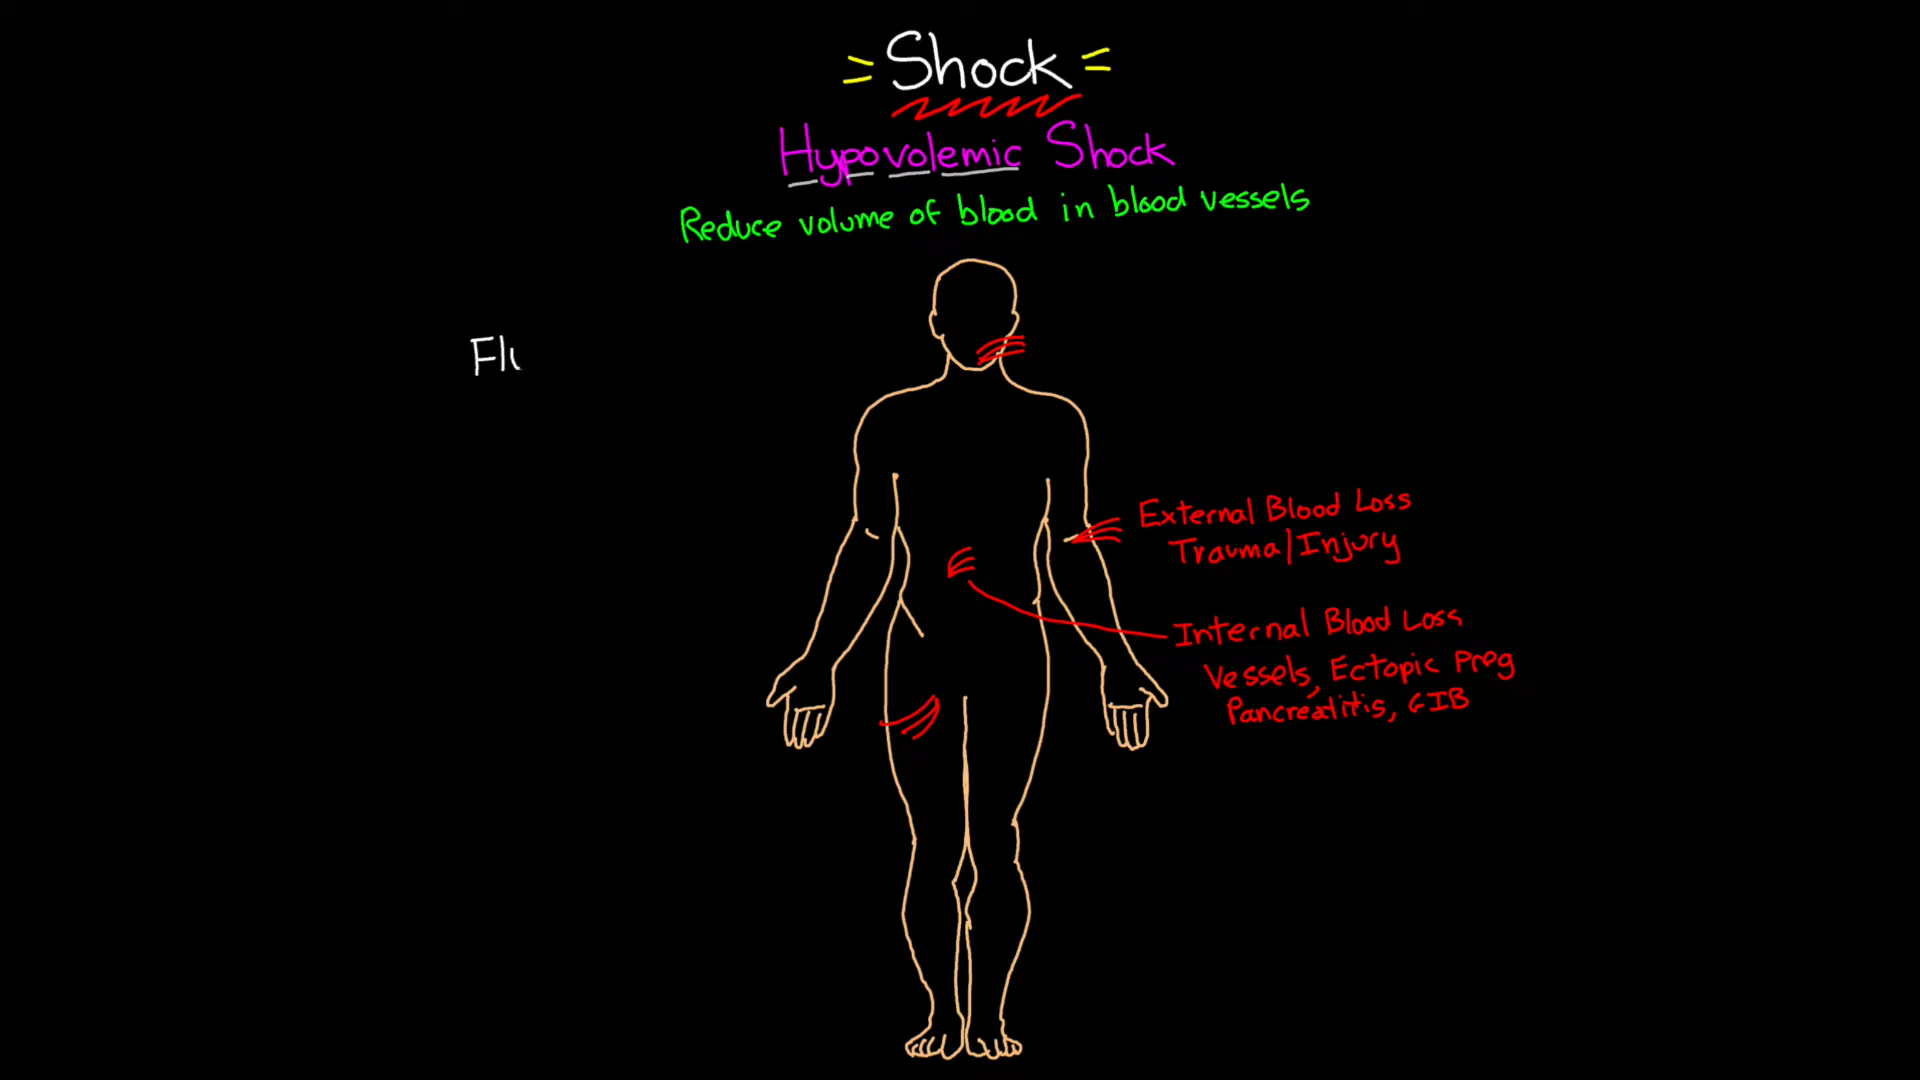 Shock
Hypovolemic Shock
Reduce volume of blood in blood vessels
Flu
External Blood Loss
Trauma/Injury
Internal Blood Loss
Vessels, Ectopic Preg
Pancreatitis, GIB